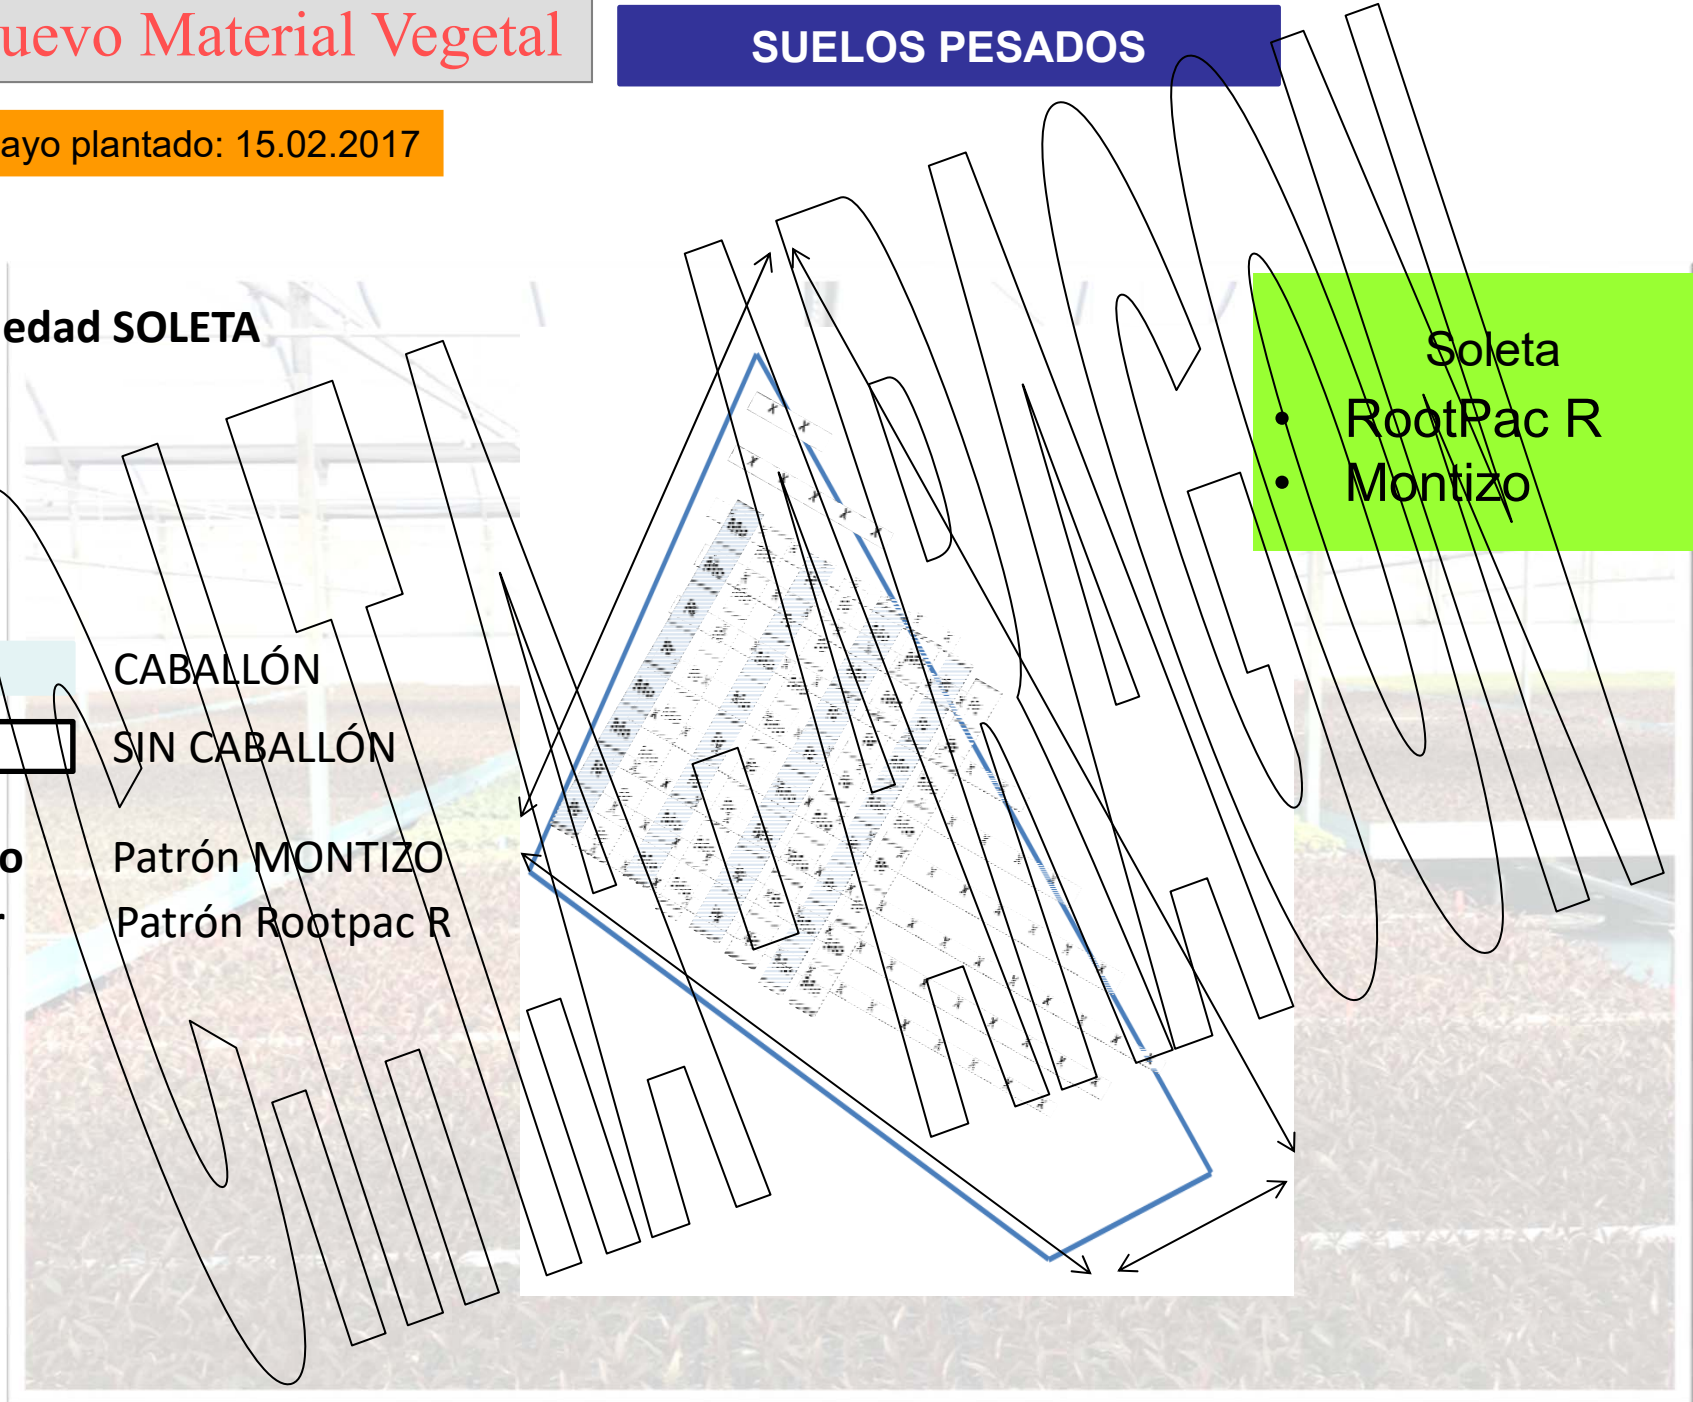 uevo Material Vegetal
SUELOS PESADOS
ayo plantado: 15.02.2017
edad SOLETA
Soleta
• RootPac R
• Montizo
CABALLÓN
SIN CABALLÓN
o Patrón MONTIZO
r Patrón Rootpac R